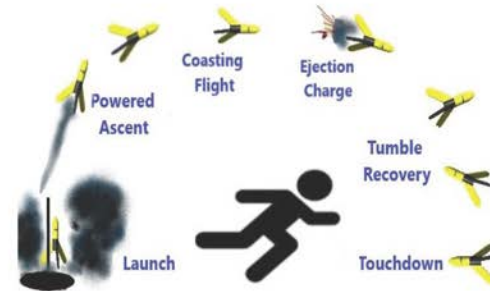 Coasting
Flight
Ejection
Charge
Powered
Ascent
Tumble
Recovery
Launch
Touchdown